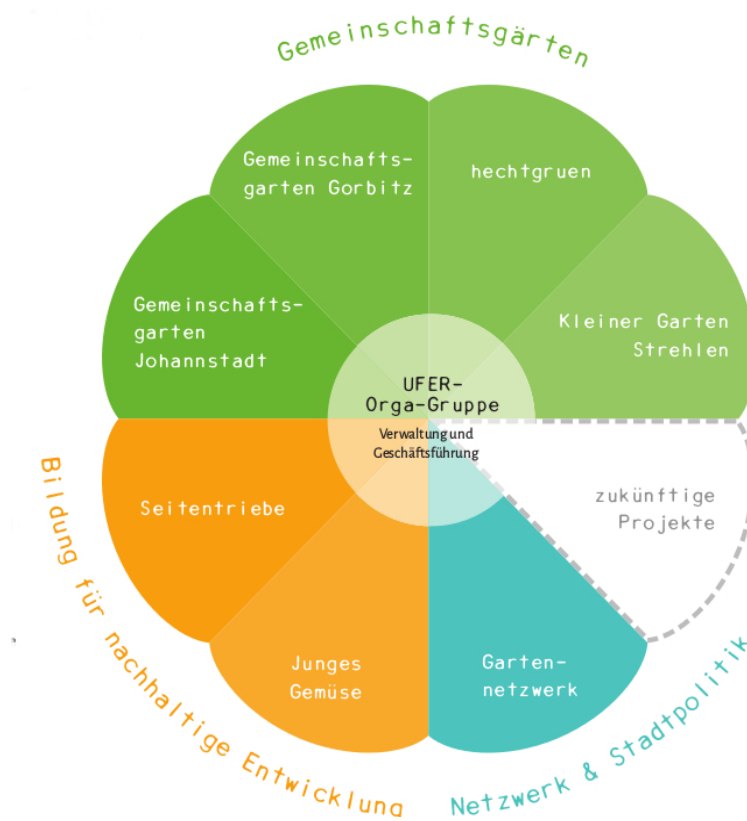 Gemeinschaftsgärten
Gemeinschafts-
garten Gorbitz
hechtgruen
Gemeinschafts-
garten
Johannstadt
Kleiner Garten
Strehlen
UFER-
Orga-Gruppe
Verwaltung und
Geschäftsführung
Seitentriebe
zukünftige
Projekte
Junges
Gemüse
Garten-
netzwerk
Bildung für nachhaltige Entwicklung
Netzwerk & Stadtpolitik